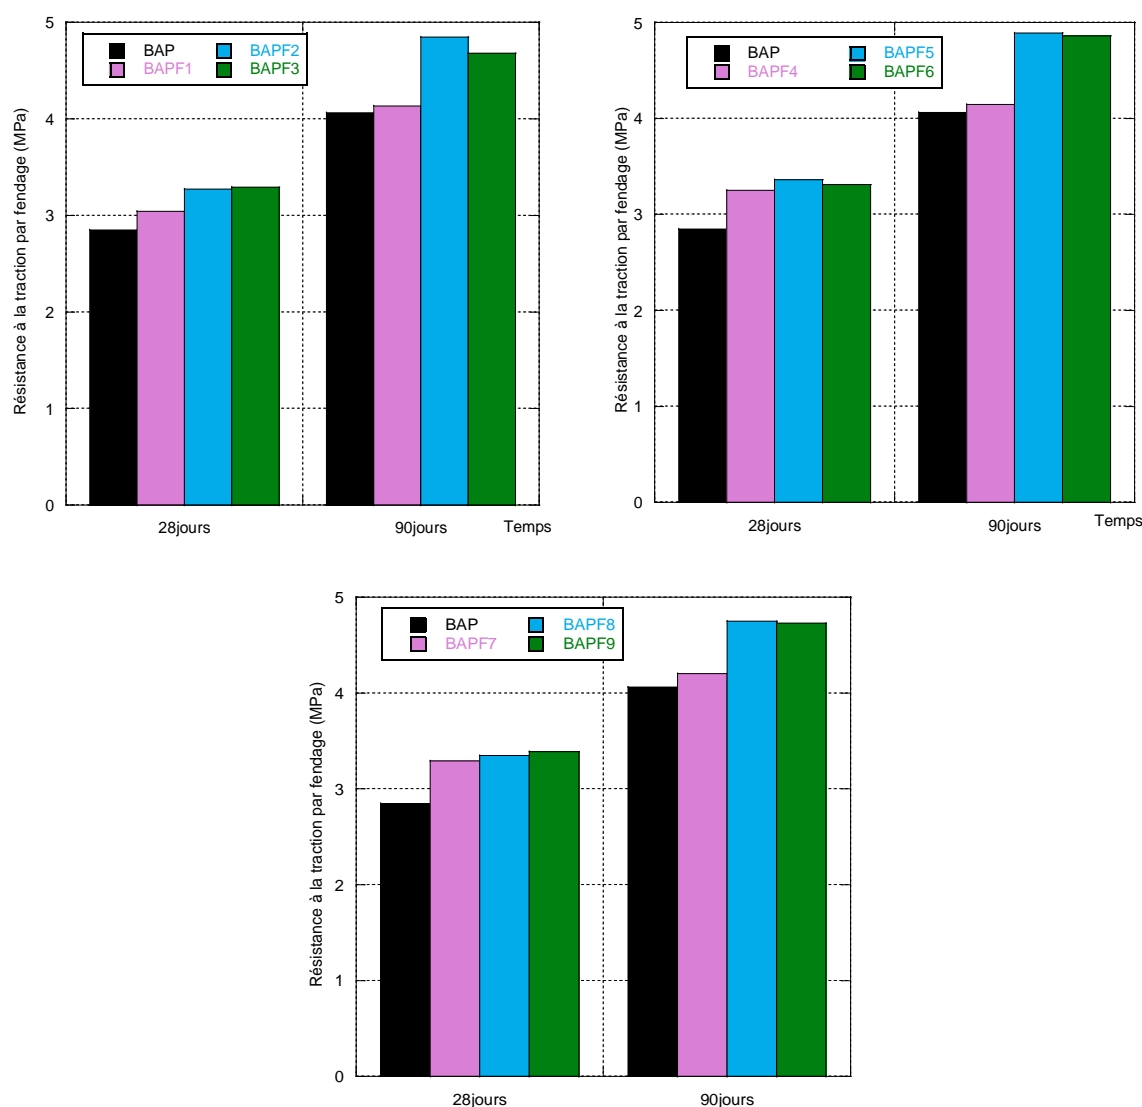 Résistance à la traction par fendage (MPa)
5
4
3
2
1
0
BAP
BAPF2
BAPF1
BAPF3
28jours
90jours
Temps
Résistance à la traction par fendage (MPa)
5
4
3
2
1
0
BAP
BAPF5
BAPF4
BAPF6
28jours
90jours
Temps
Résistance à la traction par fendage (MPa)
5
4
3
2
1
0
BAP
BAPF8
BAPF7
BAPF9
28jours
90jours